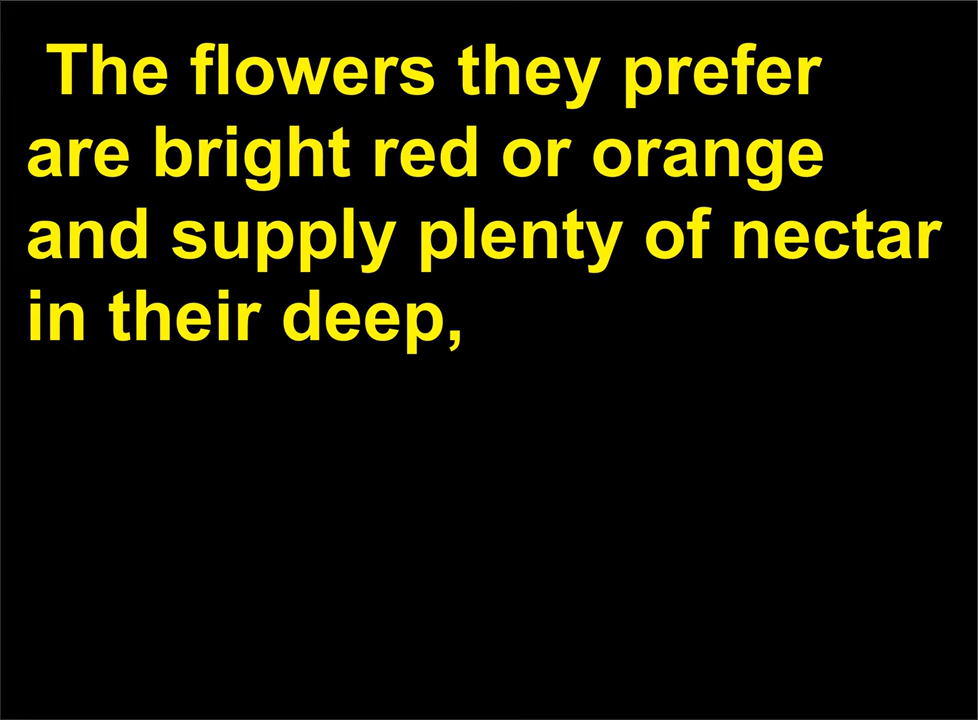 The flowers they prefer
are bright red or orange
and supply plenty of nectar
in their deep,